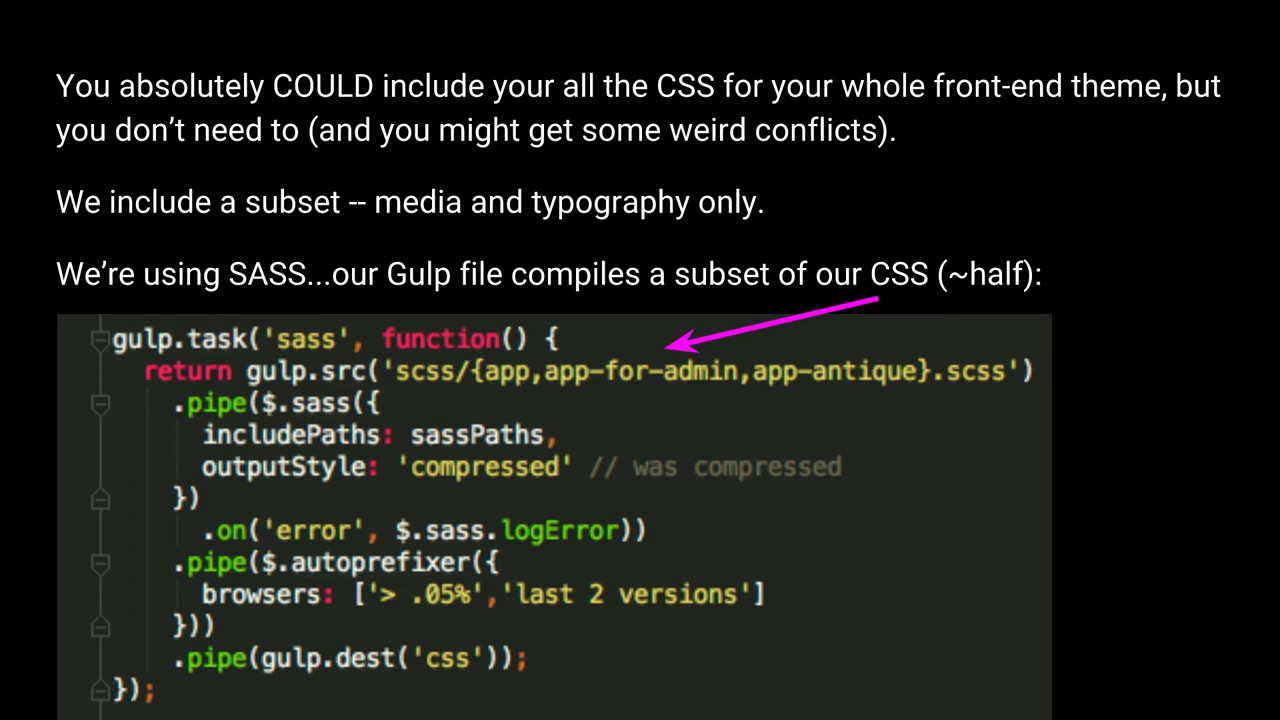 You absolutely COULD include your all the CSS for your whole front-end theme, but
you don’t need to (and you might get some weird conflicts).
We include a subset -- media and typography only.
We’re using SASS...our Gulp file compiles a subset of our CSS (~half):
gulp.task('sass', function() {
  return gulp.src('scss/{app,app-for-admin,app-antique}.scss')
    .pipe($.sass({
      includePaths: sassPaths,
      outputStyle: 'compressed' // was compressed
    })
      .on('error', $.sass.logError))
    .pipe($.autoprefixer({
      browsers: ['> .05%','last 2 versions']
    }))
    .pipe(gulp.dest('css'));
});